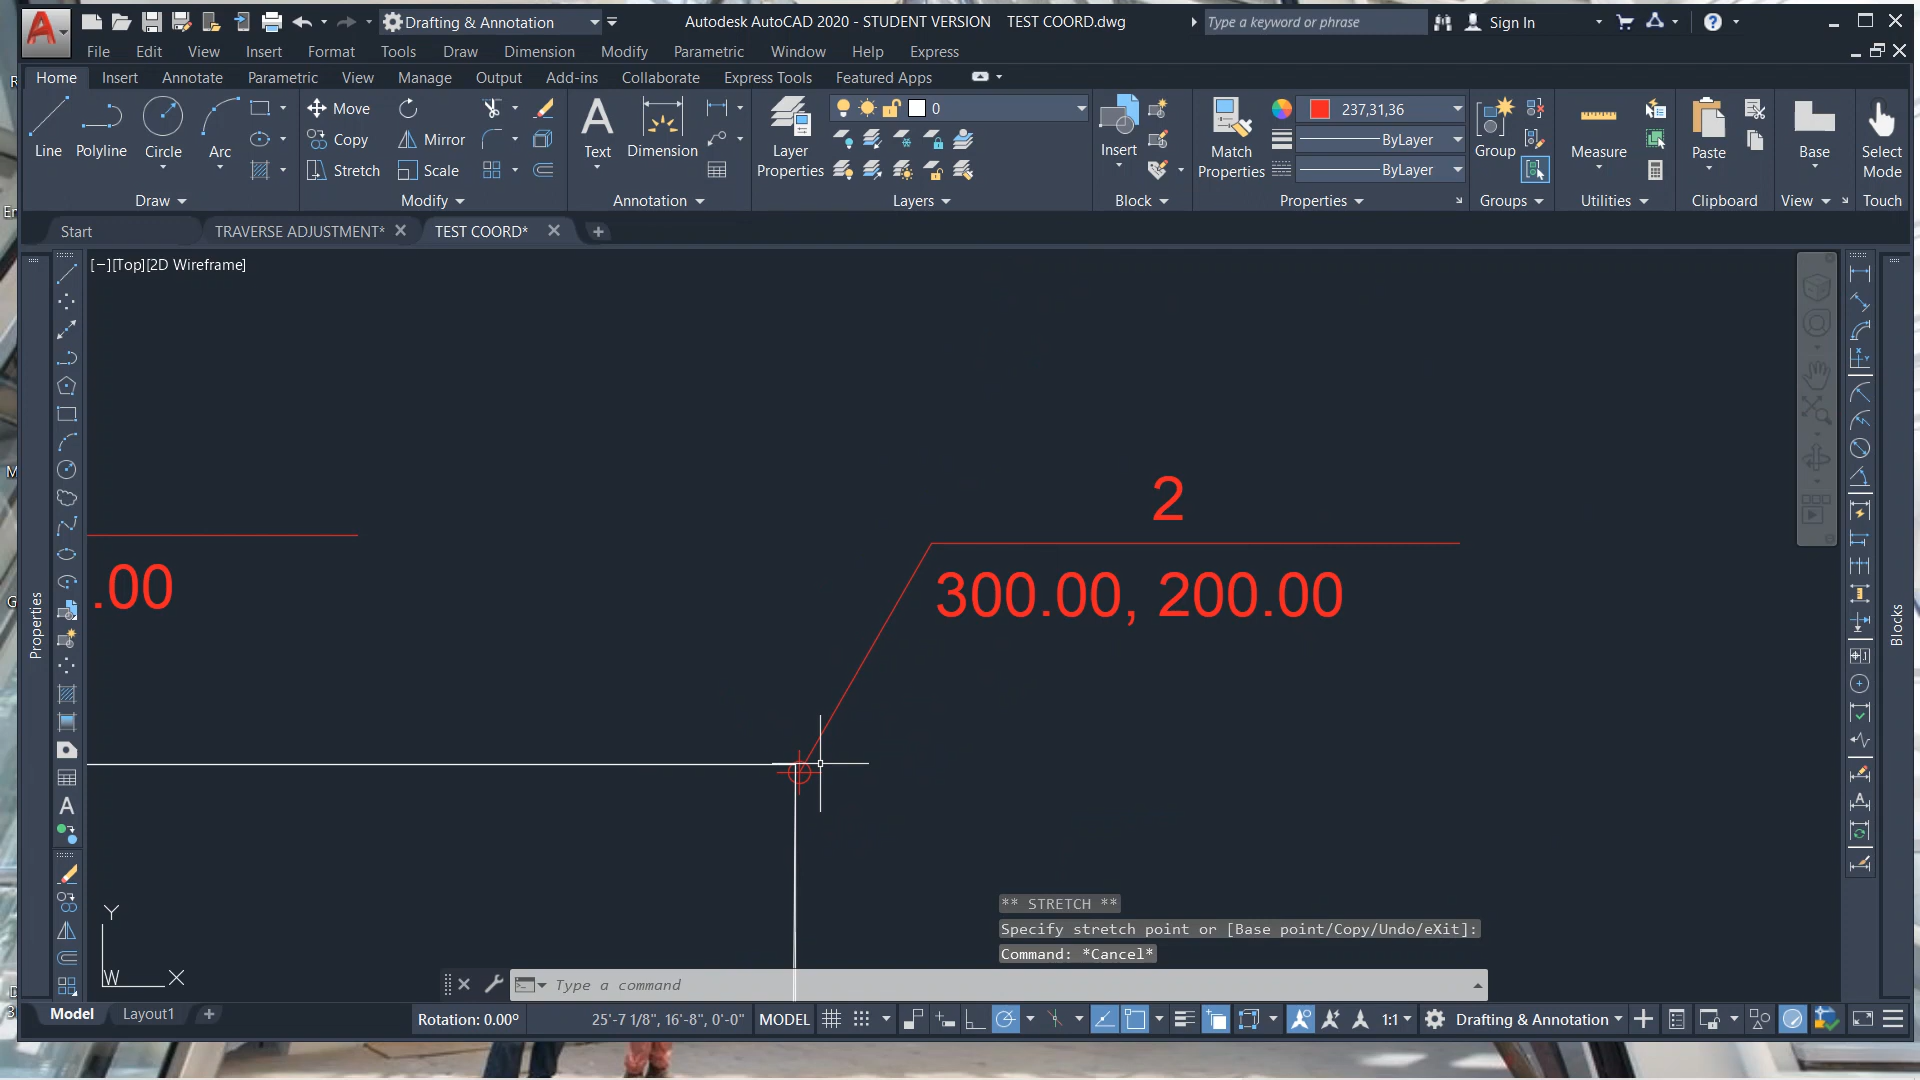 Drafting & Annotation
Autodesk AutoCAD 2020 - STUDENT VERSION TEST COORD.dwg
Type a keyword or phrase
Sign In
File Edit View Insert Format Tools Draw Dimension Modify Parametric Window Help Express
Home Insert Annotate Parametric View Manage Output Add-ins Collaborate Express Tools Featured Apps
Line Polyline Circle Arc
Move Copy Stretch
Mirror Scale
Text Dimension
Layer Properties
0
Insert
Match Properties
237,31,36
ByLayer
ByLayer
Group
Measure
Paste
Base
Select Mode
Draw Modify Annotation Layers Block Properties Groups Utilities Clipboard View Touch
Start TRAVERSE ADJUSTMENT* TEST COORD*
[−][Top][2D Wireframe]
2
.00
300.00, 200.00
Properties
Blocks
Y
W X
** STRETCH **
Specify stretch point or [Base point/Copy/Undo/eXit]:
Command: *Cancel*
Type a command
Model Layout1
Rotation: 0.00º
25'-7 1/8", 16'-8", 0'-0"
MODEL
1:1
Drafting & Annotation